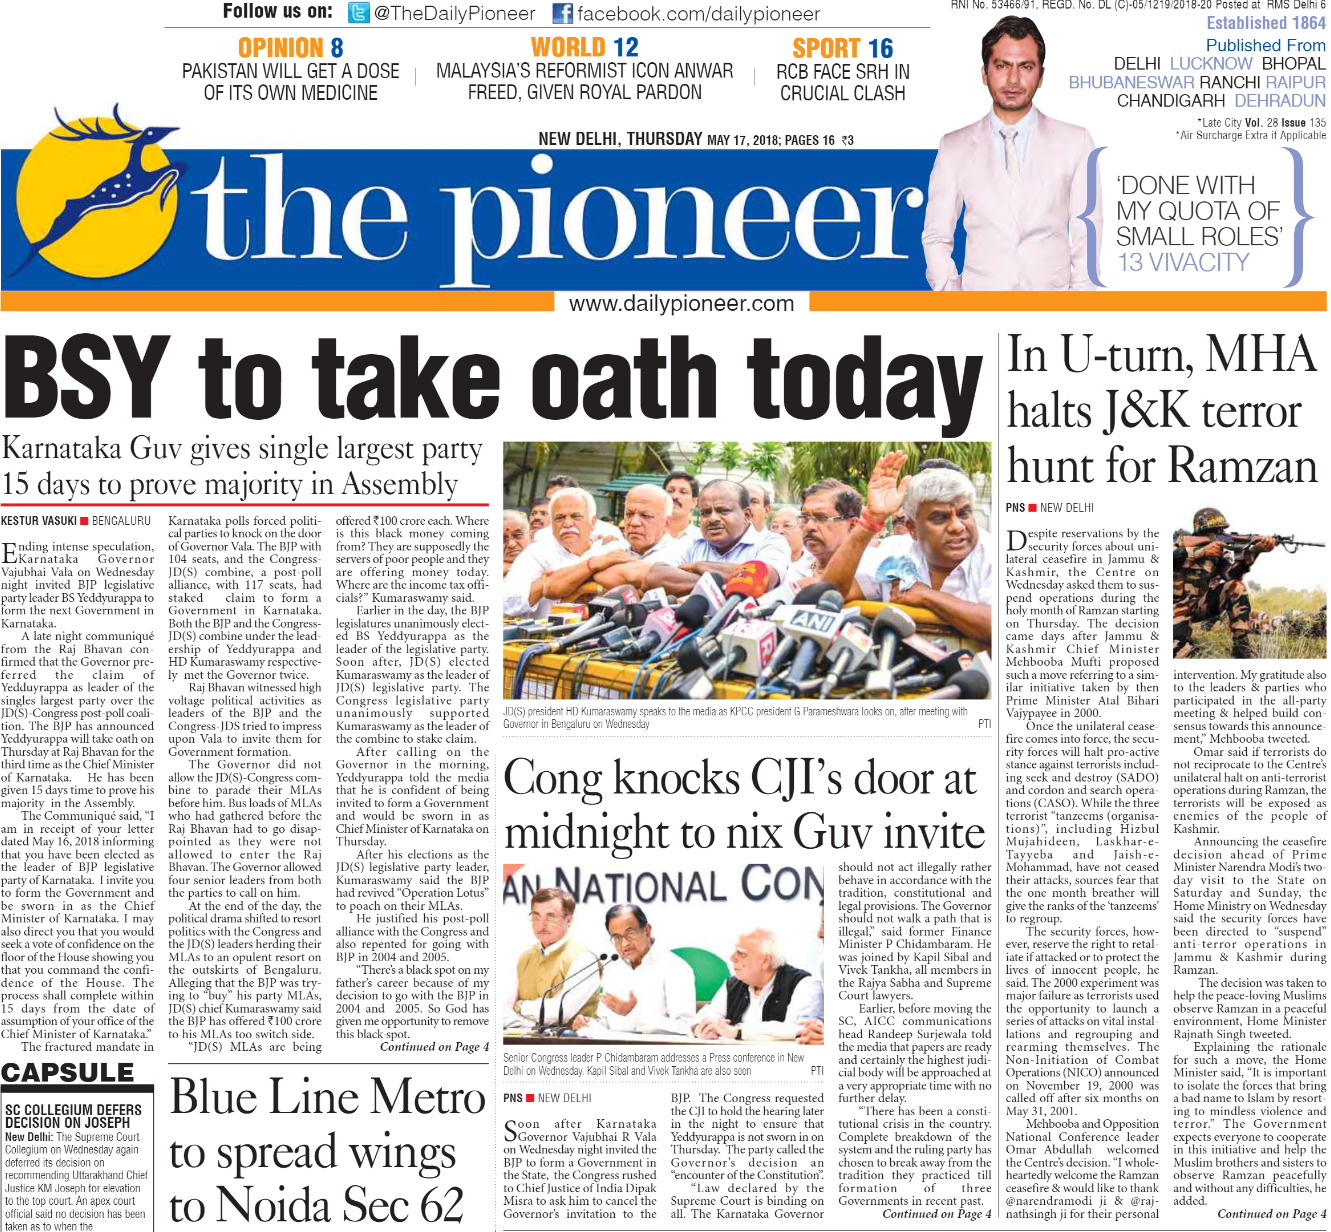 Follow us on: @TheDailyPioneer facebook.com/dailypioneer
RNI No. 53466/91, REGD. No. DL (C)-05/1219/2018-20 Posted at RMS Delhi 6
Established 1864
Published From
DELHI LUCKNOW BHOPAL
BHUBANESWAR RANCHI RAIPUR
CHANDIGARH DEHRADUN
*Late City Vol. 28 Issue 135
*Air Surcharge Extra if Applicable
OPINION 8
PAKISTAN WILL GET A DOSE
OF ITS OWN MEDICINE
WORLD 12
MALAYSIA'S REFORMIST ICON ANWAR
FREED, GIVEN ROYAL PARDON
SPORT 16
RCB FACE SRH IN
CRUCIAL CLASH
NEW DELHI, THURSDAY MAY 17, 2018; PAGES 16 ₹3
the pioneer
'DONE WITH
MY QUOTA OF
SMALL ROLES'
13 VIVACITY
www.dailypioneer.com
BSY to take oath today
Karnataka Guv gives single largest party
15 days to prove majority in Assembly
KESTUR VASUKI ■ BENGALURU
Ending intense speculation,
Karnataka Governor
Vajubhai Vala on Wednesday
night invited BJP legislative
party leader BS Yeddyurappa to
form the next Government in
Karnataka.
A late night communiqué
from the Raj Bhavan con-
firmed that the Governor pre-
ferred the claim of
Yedduyrappa as leader of the
singles largest party over the
JD(S)-Congress post-poll coali-
tion. The BJP has announced
Yeddyurappa will take oath on
Thursday at Raj Bhavan for the
third time as the Chief Minister
of Karnataka. He has been
given 15 days time to prove his
majority in the Assembly.
The Communiqué said, "I
am in receipt of your letter
dated May 16, 2018 informing
that you have been elected as
the leader of BJP legislative
party of Karnataka. I invite you
to form the Government and
be sworn in as the Chief
Minister of Karnataka. I may
also direct you that you would
seek a vote of confidence on the
floor of the House showing you
that you command the confi-
dence of the House. The
process shall complete within
15 days from the date of
assumption of your office of the
Chief Minister of Karnataka."
The fractured mandate in
Karnataka polls forced politi-
cal parties to knock on the door
of Governor Vala. The BJP with
104 seats, and the Congress-
JD(S) combine, a post-poll
alliance, with 117 seats, had
staked claim to form a
Government in Karnataka.
Both the BJP and the Congress-
JD(S) combine under the lead-
ership of Yeddyurappa and
HD Kumaraswamy respective-
ly met the Governor twice.
Raj Bhavan witnessed high
voltage political activities as
leaders of the BJP and the
Congress-JDS tried to impress
upon Vala to invite them for
Government formation.
The Governor did not
allow the JD(S)-Congress com-
bine to parade their MLAs
before him. Bus loads of MLAs
who had gathered before the
Raj Bhavan had to go disap-
pointed as they were not
allowed to enter the Raj
Bhavan. The Governor allowed
four senior leaders from both
the parties to call on him.
At the end of the day, the
political drama shifted to resort
politics with the Congress and
the JD(S) leaders herding their
MLAs to an opulent resort on
the outskirts of Bengaluru.
Alleging that the BJP was try-
ing to "buy" his party MLAs,
JD(S) chief Kumaraswamy said
the BJP has offered ₹100 crore
to his MLAs too switch side.
"JD(S) MLAs are being
offered ₹100 crore each. Where
is this black money coming
from? They are supposedly the
servers of poor people and they
are offering money today.
Where are the income tax offi-
cials?" Kumaraswamy said.
Earlier in the day, the BJP
legislatures unanimously elect-
ed BS Yeddyurappa as the
leader of the legislative party.
Soon after, JD(S) elected
Kumaraswamy as the leader of
JD(S) legislative party. The
Congress legislative party
unanimously supported
Kumaraswamy as the leader of
the combine to stake claim.
After calling on the
Governor in the morning,
Yeddyurappa told the media
that he is confident of being
invited to form a Government
and would be sworn in as
Chief Minister of Karnataka on
Thursday.
After his elections as the
JD(S) legislative party leader,
Kumaraswamy said the BJP
had revived "Operation Lotus"
to poach on their MLAs.
He justified his post-poll
alliance with the Congress and
also repented for going with
BJP in 2004 and 2005.
"There's a black spot on my
father's career because of my
decision to go with the BJP in
2004 and 2005. So God has
given me opportunity to remove
this black spot.
Continued on Page 4
ANI
JD(S) president HD Kumaraswamy speaks to the media as KPCC president G Parameshwara looks on, after meeting with
Governor in Bengaluru on Wednesday PTI
Cong knocks CJI's door at
midnight to nix Guv invite
AN NATIONAL CON
Senior Congress leader P Chidambaram addresses a Press conference in New
Delhi on Wednesday. Kapil Sibal and Vivek Tankha are also seen PTI
PNS ■ NEW DELHI
Soon after Karnataka
Governor Vajubhai R Vala
on Wednesday night invited the
BJP to form a Government in
the State, the Congress rushed
to Chief Justice of India Dipak
Misra to ask him to cancel the
Governor's invitation to the
BJP. The Congress requested
the CJI to hold the hearing later
in the night to ensure that
Yeddyurappa is not sworn in on
Thursday. The party called the
Governor's decision an
"encounter of the Constitution".
"Law declared by the
Supreme Court is binding on
all. The Karnataka Governor
should not act illegally rather
behave in accordance with the
tradition, constitutional and
legal provisions. The Governor
should not walk a path that is
illegal," said former Finance
Minister P Chidambaram. He
was joined by Kapil Sibal and
Vivek Tankha, all members in
the Rajya Sabha and Supreme
Court lawyers.
Earlier, before moving the
SC, AICC communications
head Randeep Surjewala told
the media that papers are ready
and certainly the highest judi-
cial body will be approached at
a very appropriate time with no
further delay.
"There has been a consti-
tutional crisis in the country.
Complete breakdown of the
system and the ruling party has
chosen to break away from the
tradition they practiced till
formation of three
Governments in recent past.
Continued on Page 4
In U-turn, MHA
halts J&K terror
hunt for Ramzan
PNS ■ NEW DELHI
Despite reservations by the
security forces about uni-
lateral ceasefire in Jammu &
Kashmir, the Centre on
Wednesday asked them to sus-
pend operations during the
holy month of Ramzan starting
on Thursday. The decision
came days after Jammu &
Kashmir Chief Minister
Mehbooba Mufti proposed
such a move referring to a sim-
ilar initiative taken by then
Prime Minister Atal Bihari
Vajpypayee in 2000.
Once the unilateral cease-
fire comes into force, the secu-
rity forces will halt pro-active
stance against terrorists includ-
ing seek and destroy (SADO)
and cordon and search opera-
tions (CASO). While the three
terrorist "tanzeems (organisa-
tions)", including Hizbul
Mujahideen, Laskhar-e-
Tayyeba and Jaish-e-
Mohammad, have not ceased
their attacks, sources fear that
the one month breather will
give the ranks of the 'tanzeems'
to regroup.
The security forces, how-
ever, reserve the right to retal-
iate if attacked or to protect the
lives of innocent people, he
said. The 2000 experiment was
major failure as terrorists used
the opportunity to launch a
series of attacks on vital instal-
lations and regrouping and
rearming themselves. The
Non-Initiation of Combat
Operations (NICO) announced
on November 19, 2000 was
called off after six months on
May 31, 2001.
Mehbooba and Opposition
National Conference leader
Omar Abdullah welcomed
the Centre's decision. "I whole-
heartedly welcome the Ramzan
ceasefire & would like to thank
@narendramodi ji & @raj-
nathsingh ji for their personal
intervention. My gratitude also
to the leaders & parties who
participated in the all-party
meeting & helped build con-
sensus towards this announce-
ment," Mehbooba tweeted.
Omar said if terrorists do
not reciprocate to the Centre's
unilateral halt on anti-terrorist
operations during Ramzan, the
terrorists will be exposed as
enemies of the people of
Kashmir.
Announcing the ceasefire
decision ahead of Prime
Minister Narendra Modi's two-
day visit to the State on
Saturday and Sunday, the
Home Ministry on Wednesday
said the security forces have
been directed to "suspend"
anti-terror operations in
Jammu & Kashmir during
Ramzan.
The decision was taken to
help the peace-loving Muslims
observe Ramzan in a peaceful
environment, Home Minister
Rajnath Singh tweeted.
Explaining the rationale
for such a move, the Home
Minister said, "It is important
to isolate the forces that bring
a bad name to Islam by resort-
ing to mindless violence and
terror." The Government
expects everyone to cooperate
in this initiative and help the
Muslim brothers and sisters to
observe Ramzan peacefully
and without any difficulties, he
added.
Continued on Page 4
CAPSULE
SC COLLEGIUM DEFERS
DECISION ON JOSEPH
New Delhi: The Supreme Court
Collegium on Wednesday again
deferred its decision on
recommending Uttarakhand Chief
Justice KM Joseph for elevation
to the top court. An apex court
official said no decision has been
taken as to when the
Blue Line Metro
to spread wings
to Noida Sec 62